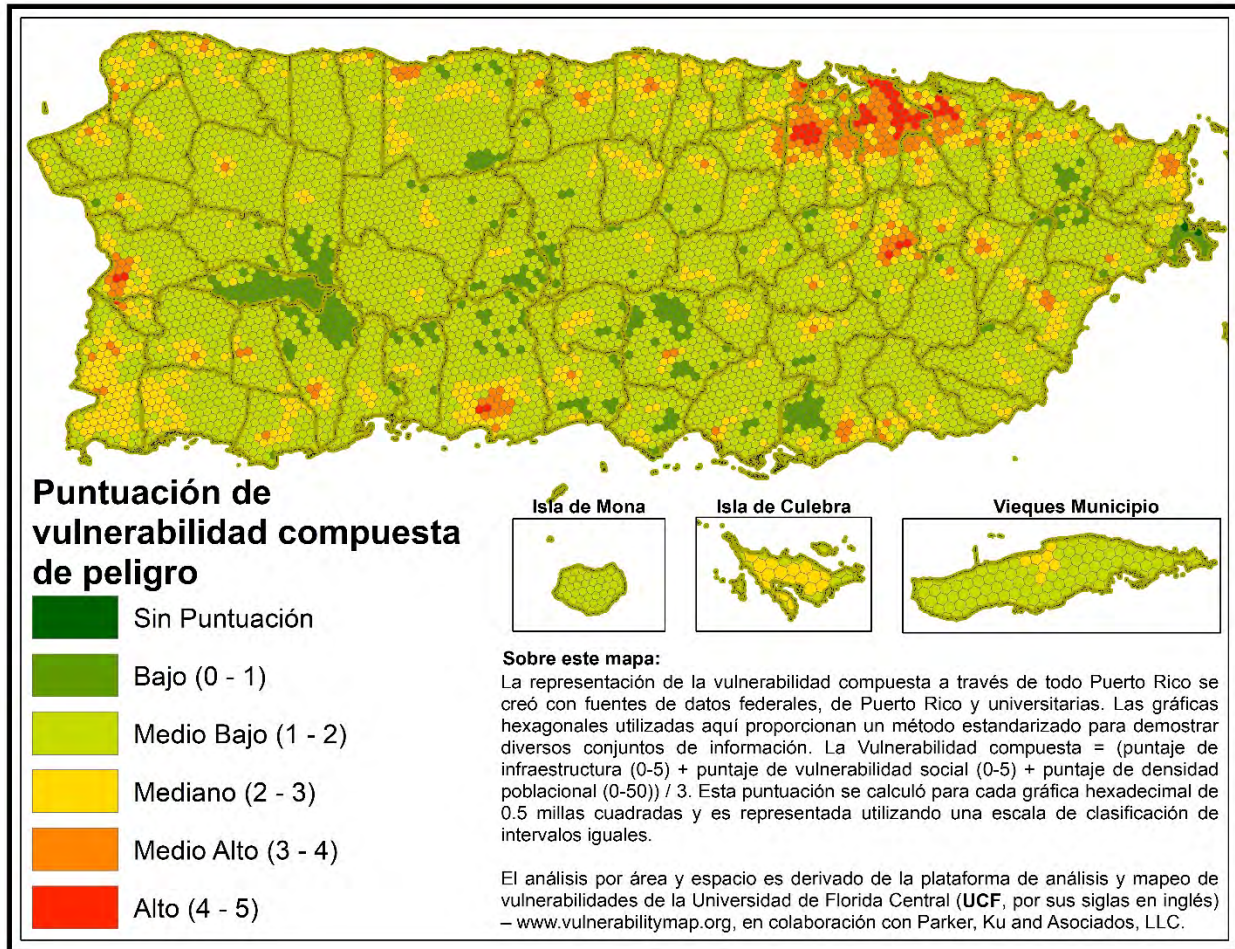 Puntuación de
vulnerabilidad compuesta
de peligro
Sin Puntuación
Bajo (0 - 1)
Medio Bajo (1 - 2)
Mediano (2 - 3)
Medio Alto (3 - 4)
Alto (4 - 5)
Isla de Mona
Isla de Culebra
Vieques Municipio
Sobre este mapa:
La representación de la vulnerabilidad compuesta a través de todo Puerto Rico se
creó con fuentes de datos federales, de Puerto Rico y universitarias. Las gráficas
hexagonales utilizadas aquí proporcionan un método estandarizado para demostrar
diversos conjuntos de información. La Vulnerabilidad compuesta = (puntaje de
infraestructura (0-5) + puntaje de vulnerabilidad social (0-5) + puntaje de densidad
poblacional (0-50)) / 3. Esta puntuación se calculó para cada gráfica hexadecimal de
0.5 millas cuadradas y es representada utilizando una escala de clasificación de
intervalos iguales.
El análisis por área y espacio es derivado de la plataforma de análisis y mapeo de
vulnerabilidades de la Universidad de Florida Central (UCF, por sus siglas en inglés)
– www.vulnerabilitymap.org, en colaboración con Parker, Ku and Asociados, LLC.